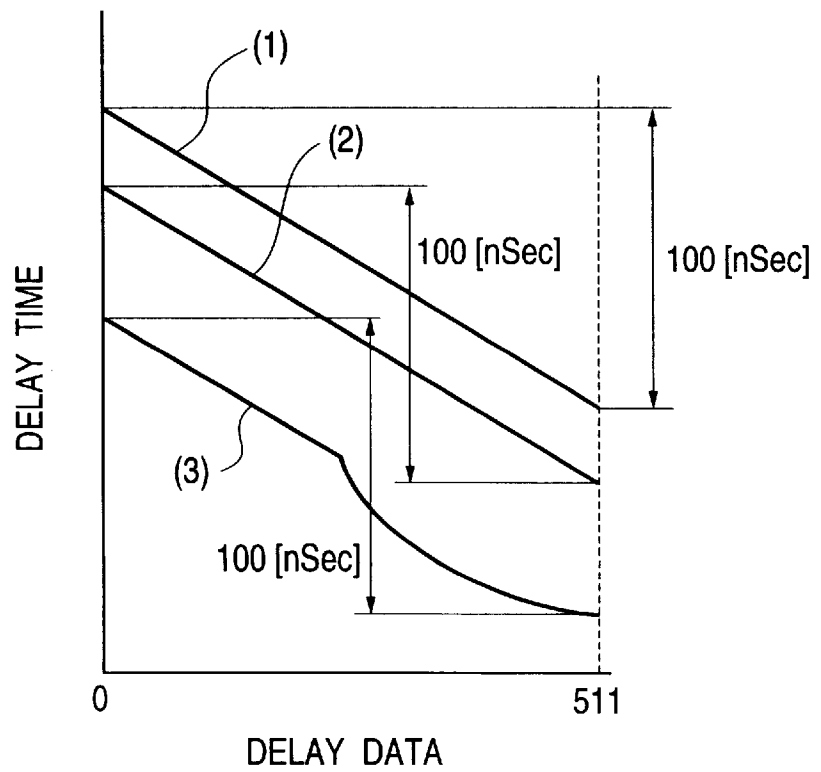 (1)
(2)
100 [nSec]
100 [nSec]
DELAY TIME
(3)
100 [nSec]
0
511
DELAY DATA